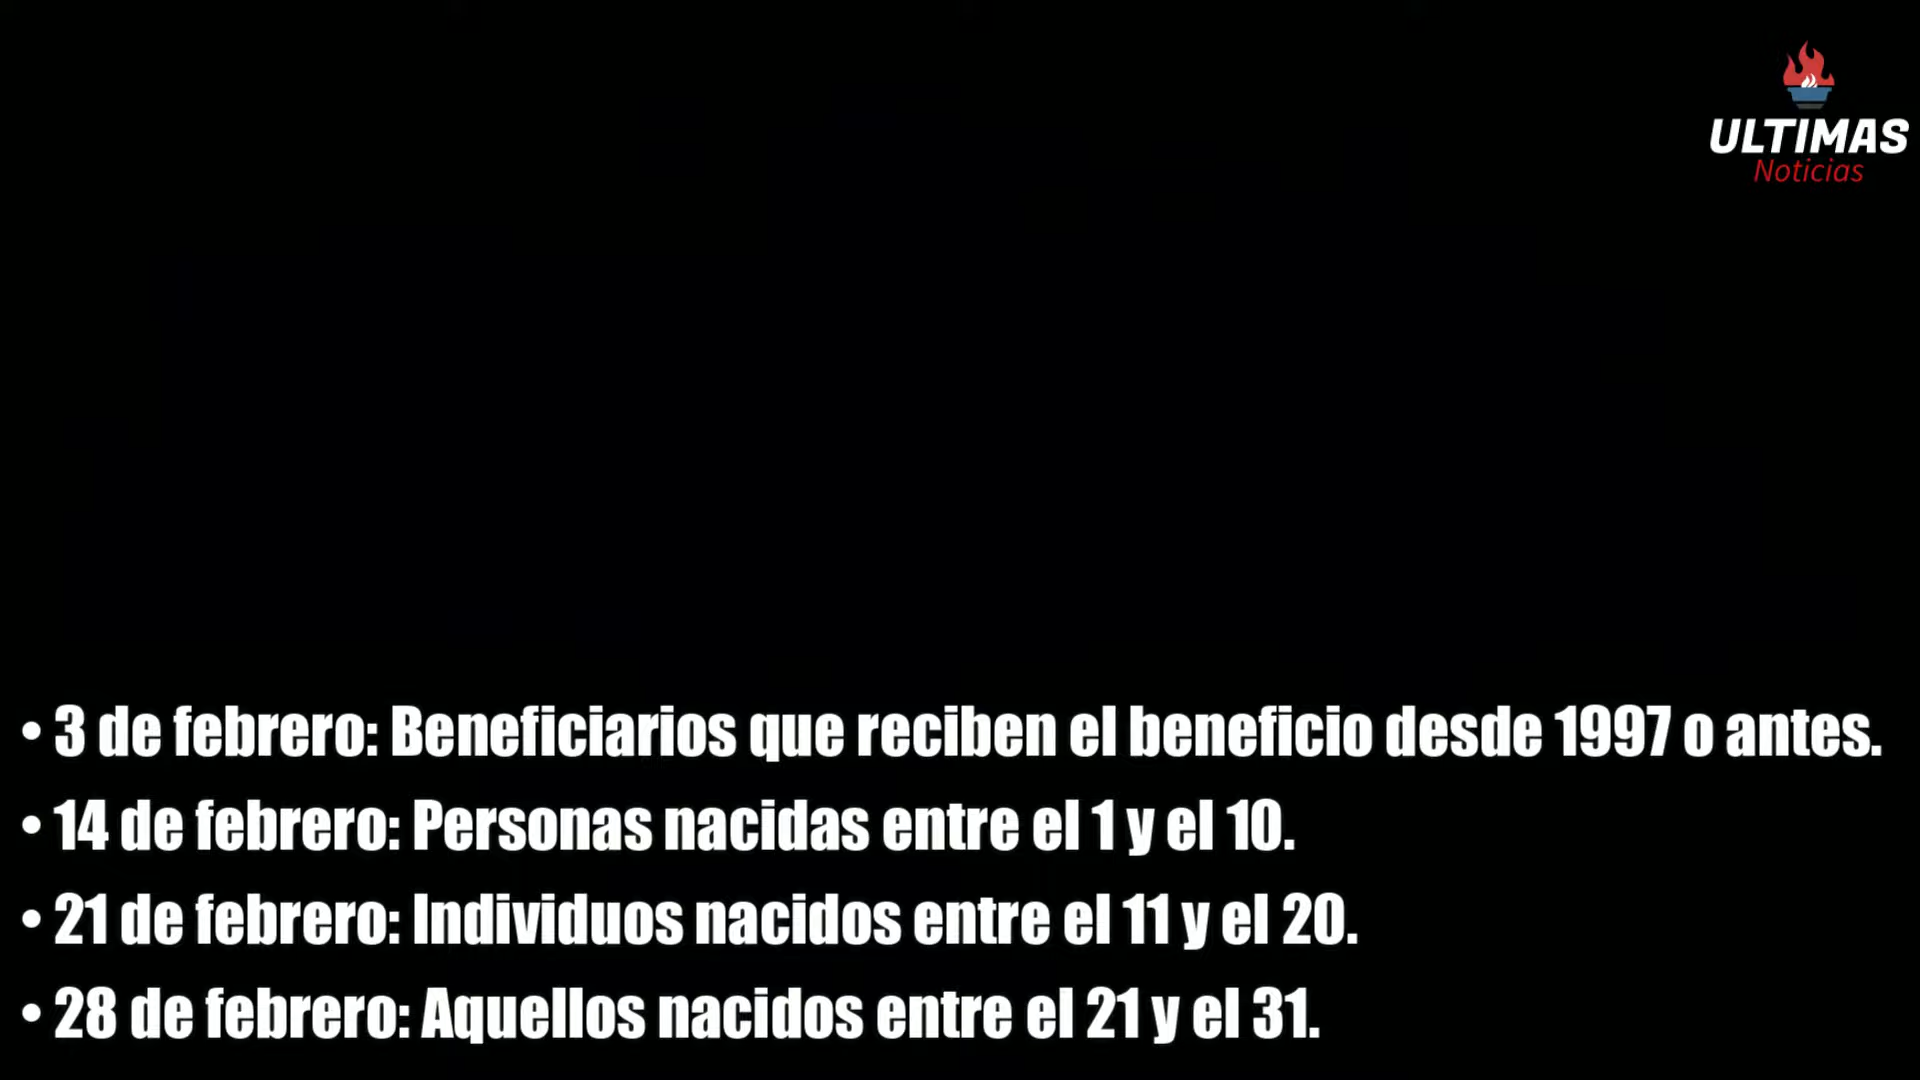 ULTIMAS
Noticias
• 3 de febrero: Beneficiarios que reciben el beneficio desde 1997 o antes.
• 14 de febrero: Personas nacidas entre el 1 y el 10.
• 21 de febrero: Individuos nacidos entre el 11 y el 20.
• 28 de febrero: Aquellos nacidos entre el 21 y el 31.